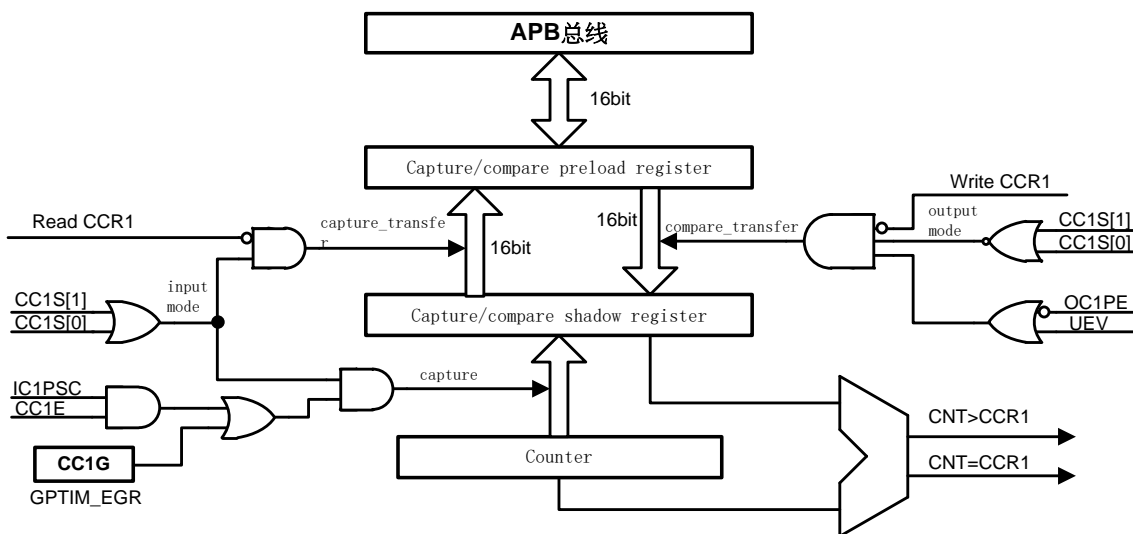 APB总线
16bit
Capture/compare preload register
Write CCR1
Read CCR1
capture_transfe
r
16bit
16bit
compare_transfer
output
mode
CC1S[1]
CC1S[0]
CC1S[1]
CC1S[0]
input
mode
Capture/compare shadow register
OC1PE
UEV
IC1PSC
CC1E
capture
CC1G
GPTIM_EGR
Counter
CNT>CCR1
CNT=CCR1